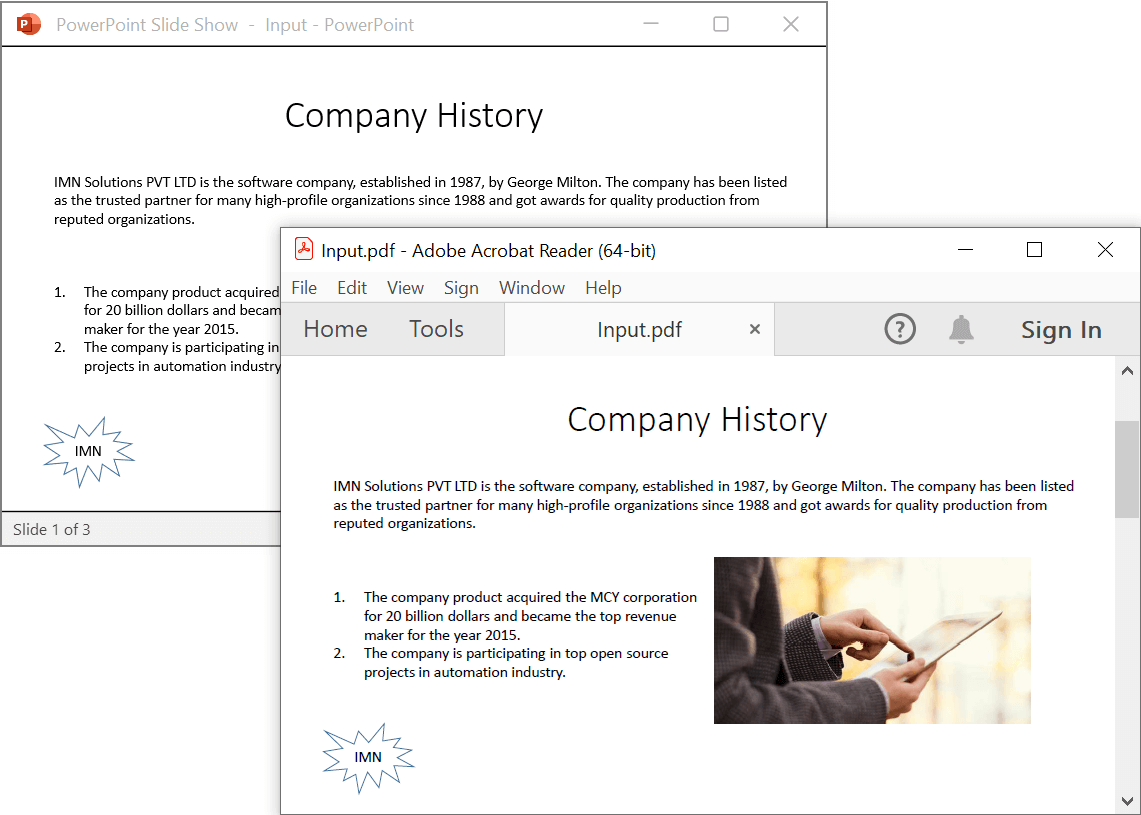 PowerPoint Slide Show - Input - PowerPoint
Company History
IMN Solutions PVT LTD is the software company, established in 1987, by George Milton. The company has been listed
as the trusted partner for many high-profile organizations since 1988 and got awards for quality production from
reputed organizations.
1. The company product acquired
for 20 billion dollars and becam
maker for the year 2015.
2. The company is participating in
projects in automation industry
IMN
Slide 1 of 3
Input.pdf - Adobe Acrobat Reader (64-bit)
File Edit View Sign Window Help
Home Tools Input.pdf × ? Sign In
Company History
IMN Solutions PVT LTD is the software company, established in 1987, by George Milton. The company has been listed
as the trusted partner for many high-profile organizations since 1988 and got awards for quality production from
reputed organizations.
1. The company product acquired the MCY corporation
for 20 billion dollars and became the top revenue
maker for the year 2015.
2. The company is participating in top open source
projects in automation industry.
IMN